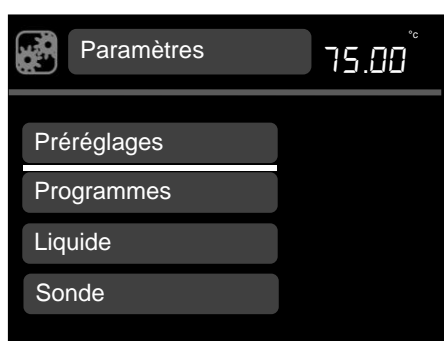 Paramètres 75.00 °c
Préréglages
Programmes
Liquide
Sonde